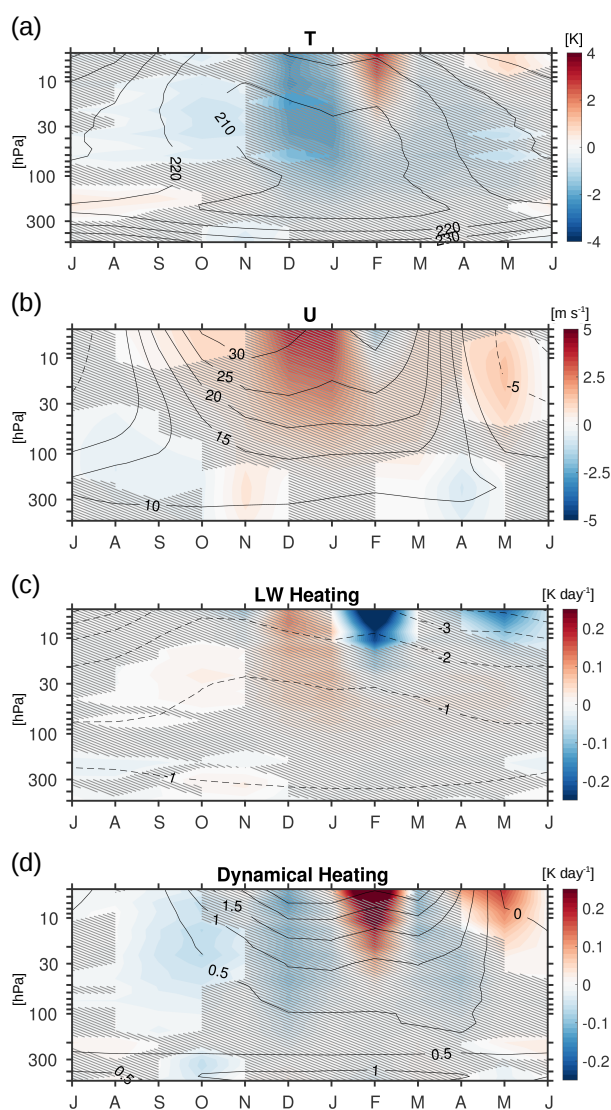 (a)
T
[K]
10
30
100
300
[hPa]
210
220
220
230
4
2
0
-2
-4
J A S O N D J F M A M J
(b)
U
[m s⁻¹]
10
30
100
300
[hPa]
30
25
20
15
10
-5
5
0
-5
J A S O N D J F M A M J
(c)
LW Heating
[K day⁻¹]
10
30
100
300
[hPa]
-3
-2
-1
-1
0.2
0.1
0
-0.1
-0.2
J A S O N D J F M A M J
(d)
Dynamical Heating
[K day⁻¹]
10
30
100
300
[hPa]
1.5
1
0.5
0
0.5
0.5
1
0.2
0.1
0
-0.1
-0.2
J A S O N D J F M A M J